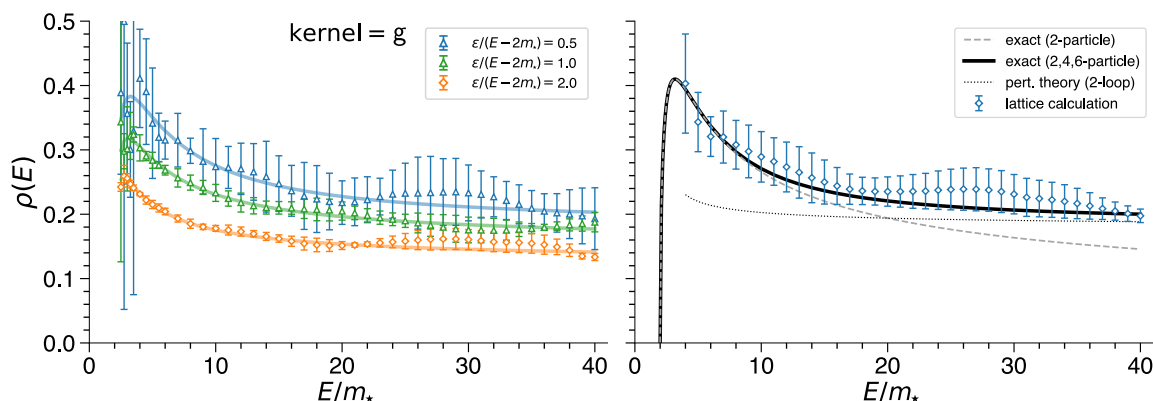 kernel = g
ε/(E−2m⋆) = 0.5
ε/(E−2m⋆) = 1.0
ε/(E−2m⋆) = 2.0
ρ(E)
0.5
0.4
0.3
0.2
0.1
0.0
0 10 20 30 40
E/m⋆
exact (2-particle)
exact (2,4,6-particle)
pert. theory (2-loop)
lattice calculation
0 10 20 30 40
E/m⋆